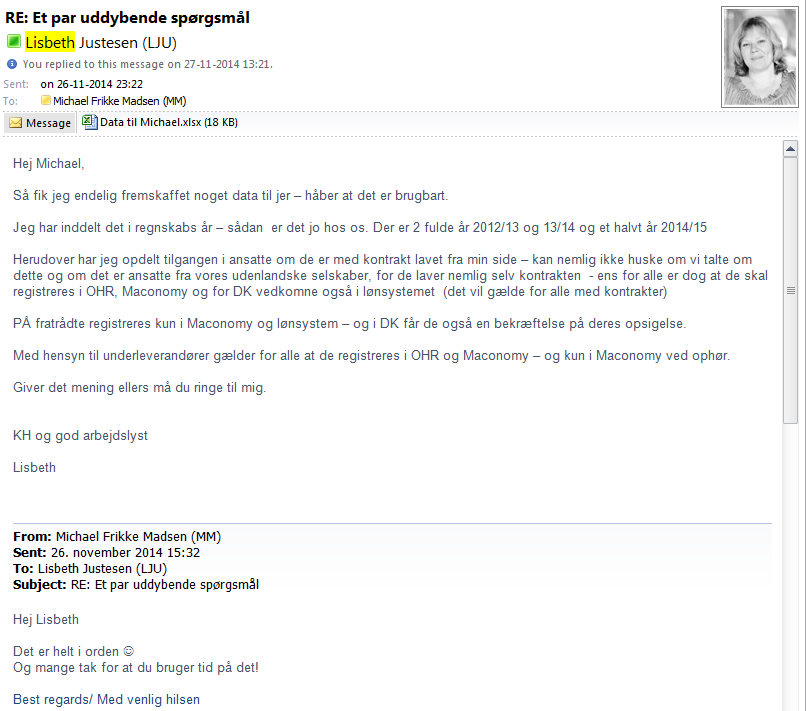 RE: Et par uddybende spørgsmål
Lisbeth Justesen (LJU)
You replied to this message on 27-11-2014 13:21.
Sent: on 26-11-2014 23:22
To: Michael Frikke Madsen (MM)
Message Data til Michael.xlsx (18 KB)
Hej Michael,
Så fik jeg endelig fremskaffet noget data til jer – håber at det er brugbart.
Jeg har inddelt det i regnskabs år – sådan  er det jo hos os. Der er 2 fulde år 2012/13 og 13/14 og et halvt år 2014/15
Herudover har jeg opdelt tilgangen i ansatte om de er med kontrakt lavet fra min side – kan nemlig ikke huske om vi talte om
dette og om det er ansatte fra vores udenlandske selskaber, for de laver nemlig selv kontrakten  - ens for alle er dog at de skal
registreres i OHR, Maconomy og for DK vedkomne også i lønsystemet  (det vil gælde for alle med kontrakter)
PÅ fratrådte registreres kun i Maconomy og lønsystem – og i DK får de også en bekræftelse på deres opsigelse.
Med hensyn til underleverandører gælder for alle at de registreres i OHR og Maconomy – og kun i Maconomy ved ophør.
Giver det mening ellers må du ringe til mig.
KH og god arbejdslyst
Lisbeth
From: Michael Frikke Madsen (MM)
Sent: 26. november 2014 15:32
To: Lisbeth Justesen (LJU)
Subject: RE: Et par uddybende spørgsmål
Hej Lisbeth
Det er helt i orden ☺
Og mange tak for at du bruger tid på det!
Best regards/ Med venlig hilsen